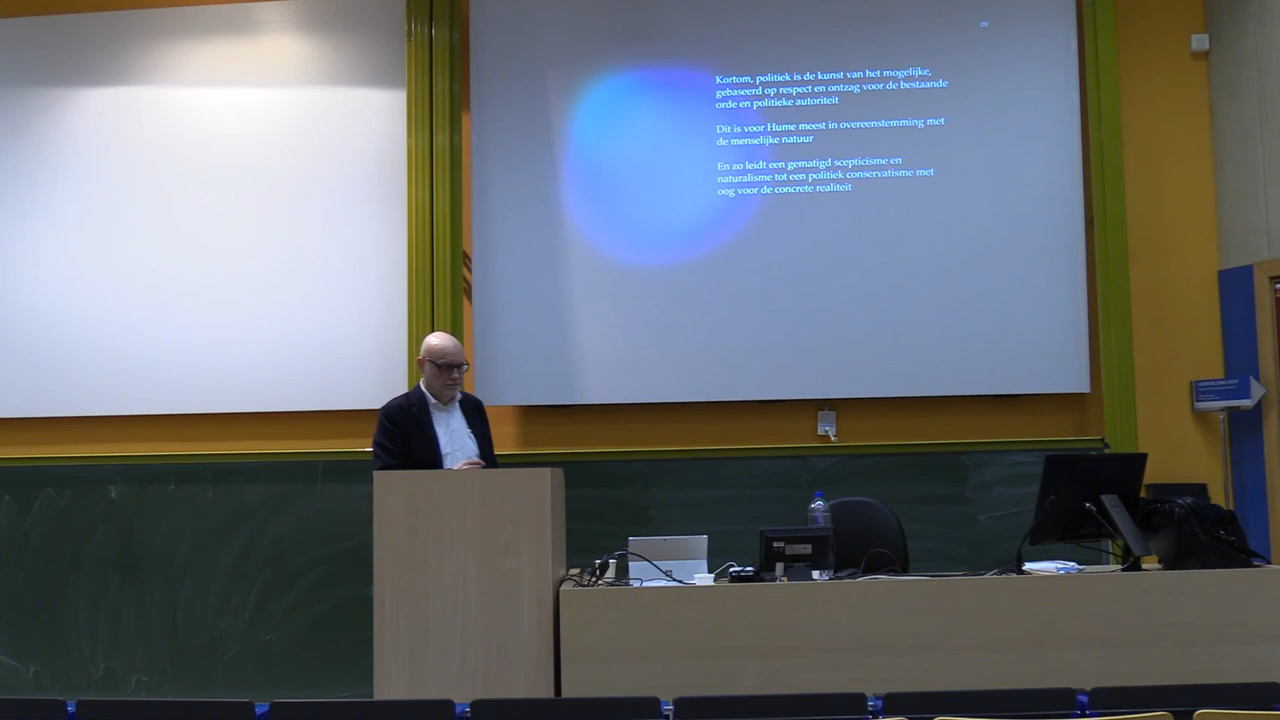 Kortom, politiek is de kunst van het mogelijke,
gebaseerd op respect en ontzag voor de bestaande
orde en politieke autoriteit
Dit is voor Hume meest in overeenstemming met
de menselijke natuur
En zo leidt een gematigd scepticisme en
naturalisme tot een politiek conservatisme met
oog voor de concrete realiteit